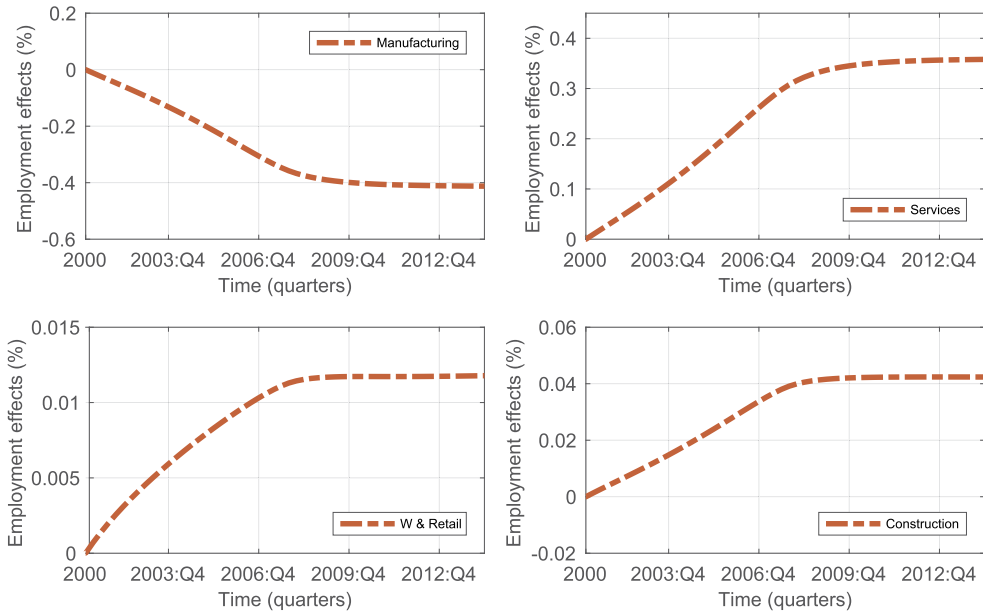 Employment effects (%)
0.2
0
-0.2
-0.4
-0.6
Manufacturing
2000
2003:Q4
2006:Q4
2009:Q4
2012:Q4
Time (quarters)
Employment effects (%)
0.4
0.3
0.2
0.1
0
Services
2000
2003:Q4
2006:Q4
2009:Q4
2012:Q4
Time (quarters)
Employment effects (%)
0.015
0.01
0.005
0
W & Retail
2000
2003:Q4
2006:Q4
2009:Q4
2012:Q4
Time (quarters)
Employment effects (%)
0.06
0.04
0.02
0
-0.02
Construction
2000
2003:Q4
2006:Q4
2009:Q4
2012:Q4
Time (quarters)